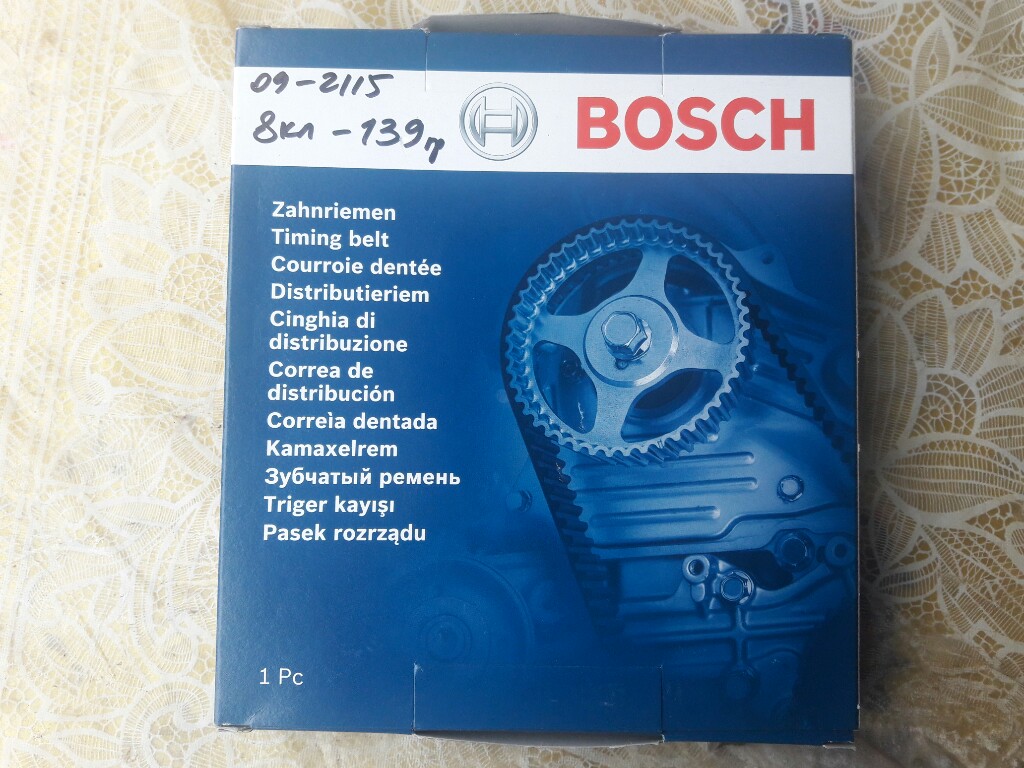 09-2115
8кл - 139гр
BOSCH
Zahnriemen
Timing belt
Courroie dentée
Distributieriem
Cinghia di
distribuzione
Correa de
distribución
Correia dentada
Kamaxelrem
Зубчатый ремень
Triger kayışı
Pasek rozrządu
1 Pc